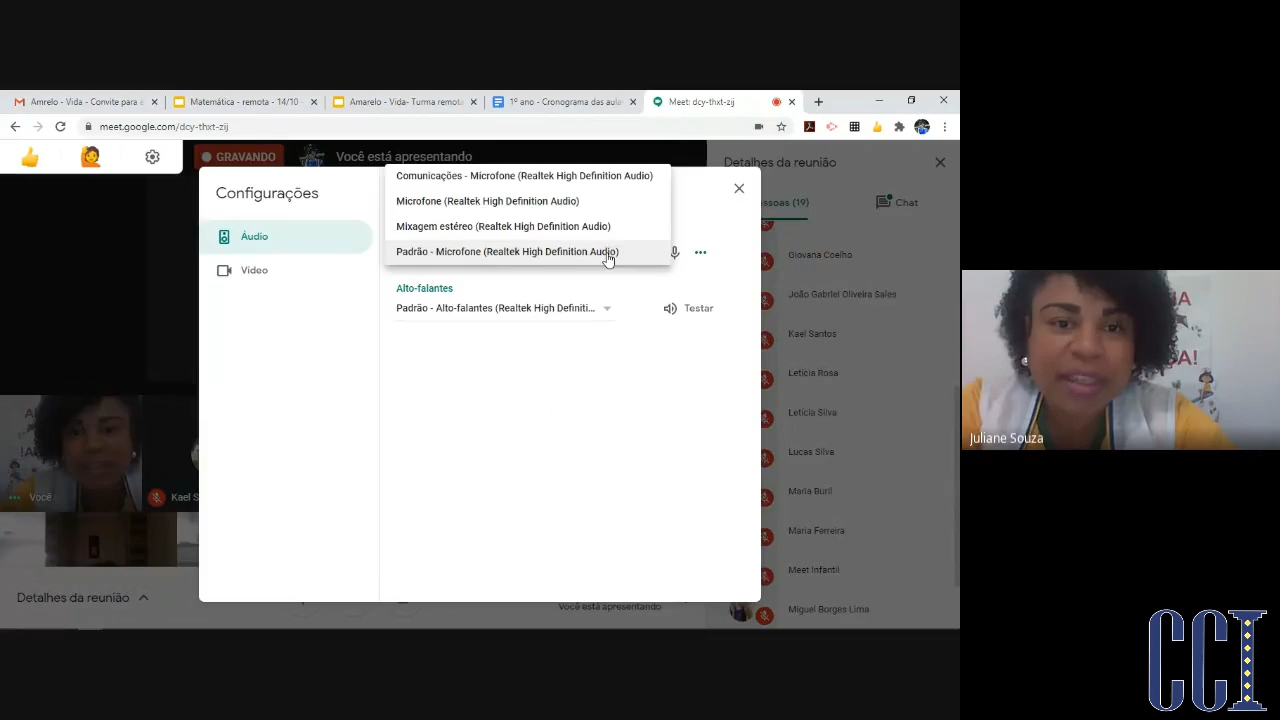 Amrelo - Vida - Convite para e
Matemática - remota - 14/10 -
Amarelo - Vida- Turma remota
1º ano - Cronograma das aula
Meet: dcy-thxt-zij
meet.google.com/dcy-thxt-zij
GRAVANDO
Você está apresentando
Detalhes da reunião
Configurações
Áudio
Vídeo
Comunicações - Microfone (Realtek High Definition Audio)
Microfone (Realtek High Definition Audio)
Mixagem estéreo (Realtek High Definition Audio)
Padrão - Microfone (Realtek High Definition Audio)
Alto-falantes
Padrão - Alto-falantes (Realtek High Definiti...
Testar
ssoas (19)
Chat
Giovana Coelho
João Gabriel Oliveira Sales
Kael Santos
Letícia Rosa
Letícia Silva
Lucas Silva
Maria Buril
Maria Ferreira
Meet Infantil
Miguel Borges Lima
Você
Kael S
Detalhes da reunião
Você está apresentando
Juliane Souza
CCI